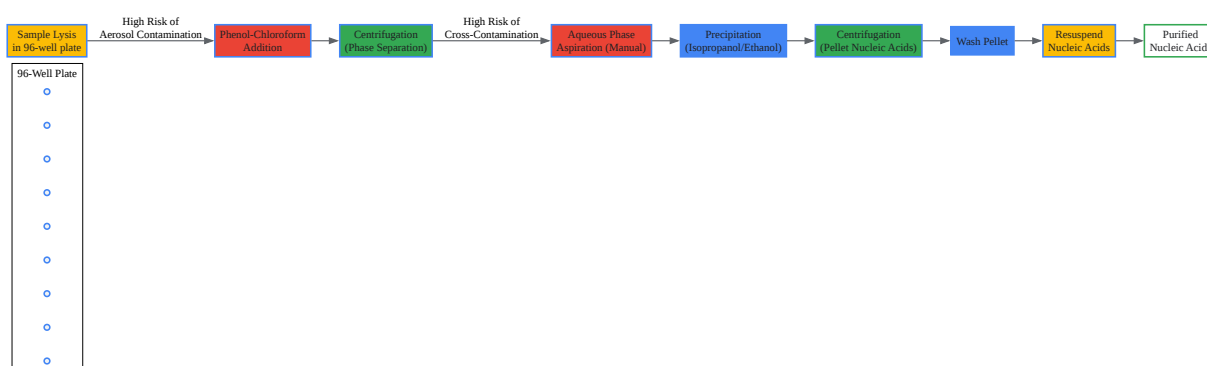 Sample Lysis
in 96-well plate
High Risk of
Aerosol Contamination
Phenol-Chloroform
Addition
Centrifugation
(Phase Separation)
High Risk of
Cross-Contamination
Aqueous Phase
Aspiration (Manual)
Precipitation
(Isopropanol/Ethanol)
Centrifugation
(Pellet Nucleic Acids)
Wash Pellet
Resuspend
Nucleic Acids
Purified
Nucleic Acid
96-Well Plate